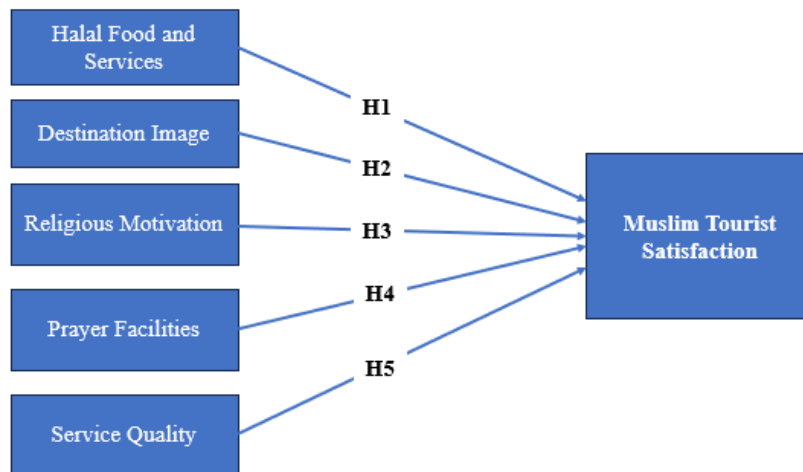 Halal Food and
Services
H1
Destination Image
H2
Religious Motivation
H3
Muslim Tourist
Satisfaction
Prayer Facilities
H4
Service Quality
H5